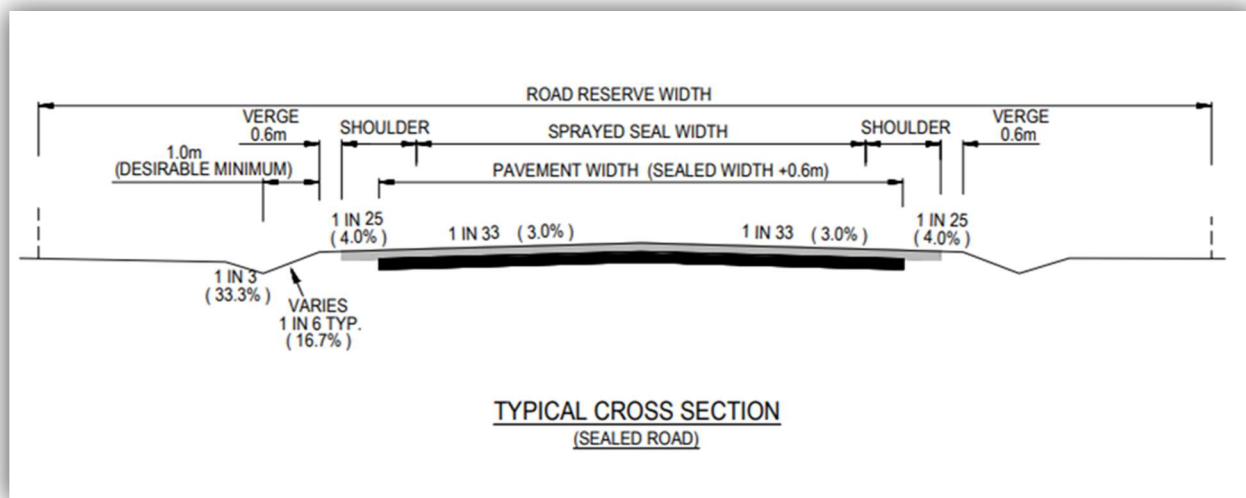 ROAD RESERVE WIDTH
VERGE
0.6m
SHOULDER
SPRAYED SEAL WIDTH
SHOULDER
VERGE
0.6m
1.0m
(DESIRABLE MINIMUM)
PAVEMENT WIDTH (SEALED WIDTH +0.6m)
1 IN 25
( 4.0% )
1 IN 33 ( 3.0% )
1 IN 33 ( 3.0% )
1 IN 25
( 4.0% )
1 IN 3
( 33.3% )
VARIES
1 IN 6 TYP.
( 16.7% )
TYPICAL CROSS SECTION
(SEALED ROAD)